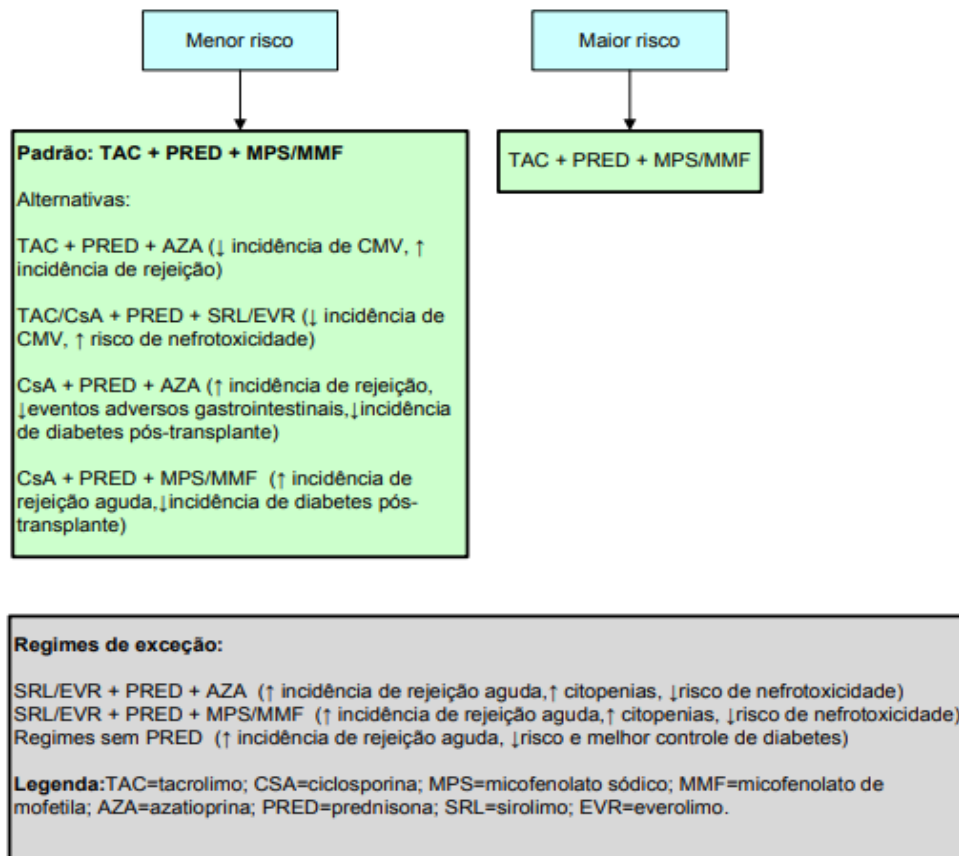 Menor risco
Maior risco
Padrão: TAC + PRED + MPS/MMF
Alternativas:
TAC + PRED + AZA (↓ incidência de CMV, ↑
incidência de rejeição)
TAC/CsA + PRED + SRL/EVR (↓ incidência de
CMV, ↑ risco de nefrotoxicidade)
CsA + PRED + AZA (↑ incidência de rejeição,
↓eventos adversos gastrointestinais,↓incidência
de diabetes pós-transplante)
CsA + PRED + MPS/MMF (↑ incidência de
rejeição aguda,↓incidência de diabetes pós-
transplante)
TAC + PRED + MPS/MMF
Regimes de exceção:
SRL/EVR + PRED + AZA (↑ incidência de rejeição aguda,↑ citopenias, ↓risco de nefrotoxicidade)
SRL/EVR + PRED + MPS/MMF (↑ incidência de rejeição aguda,↑ citopenias, ↓risco de nefrotoxicidade)
Regimes sem PRED (↑ incidência de rejeição aguda, ↓risco e melhor controle de diabetes)
Legenda:TAC=tacrolimo; CSA=ciclosporina; MPS=micofenolato sódico; MMF=micofenolato de
mofetila; AZA=azatioprina; PRED=prednisona; SRL=sirolimo; EVR=everolimo.